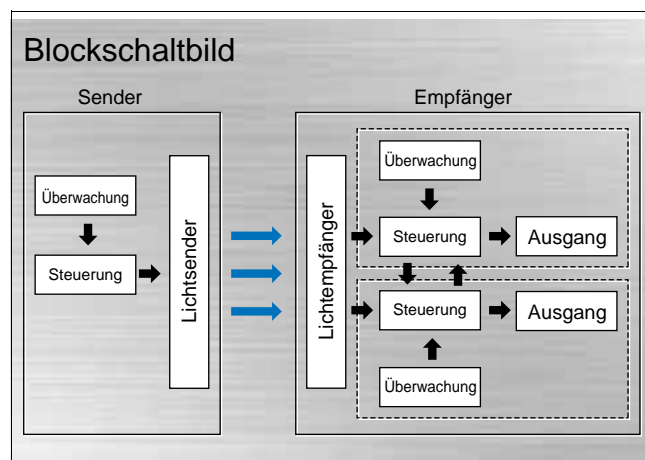 Blockschaltbild
Sender
Empfänger
Überwachung
Steuerung
Lichtsender
Lichtempfänger
Überwachung
Steuerung
Ausgang
Steuerung
Ausgang
Überwachung